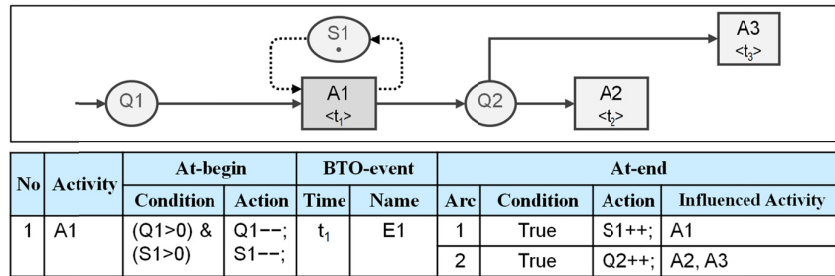 S1
A3
<t₃>
Q1
A1
<t₁>
Q2
A2
<t₂>
No Activity At-begin BTO-event At-end
Condition Action Time Name Arc Condition Action Influenced Activity
1 A1 (Q1>0) & Q1−−; t₁ E1 1 True S1++; A1
(S1>0) S1−−; 2 True Q2++; A2, A3